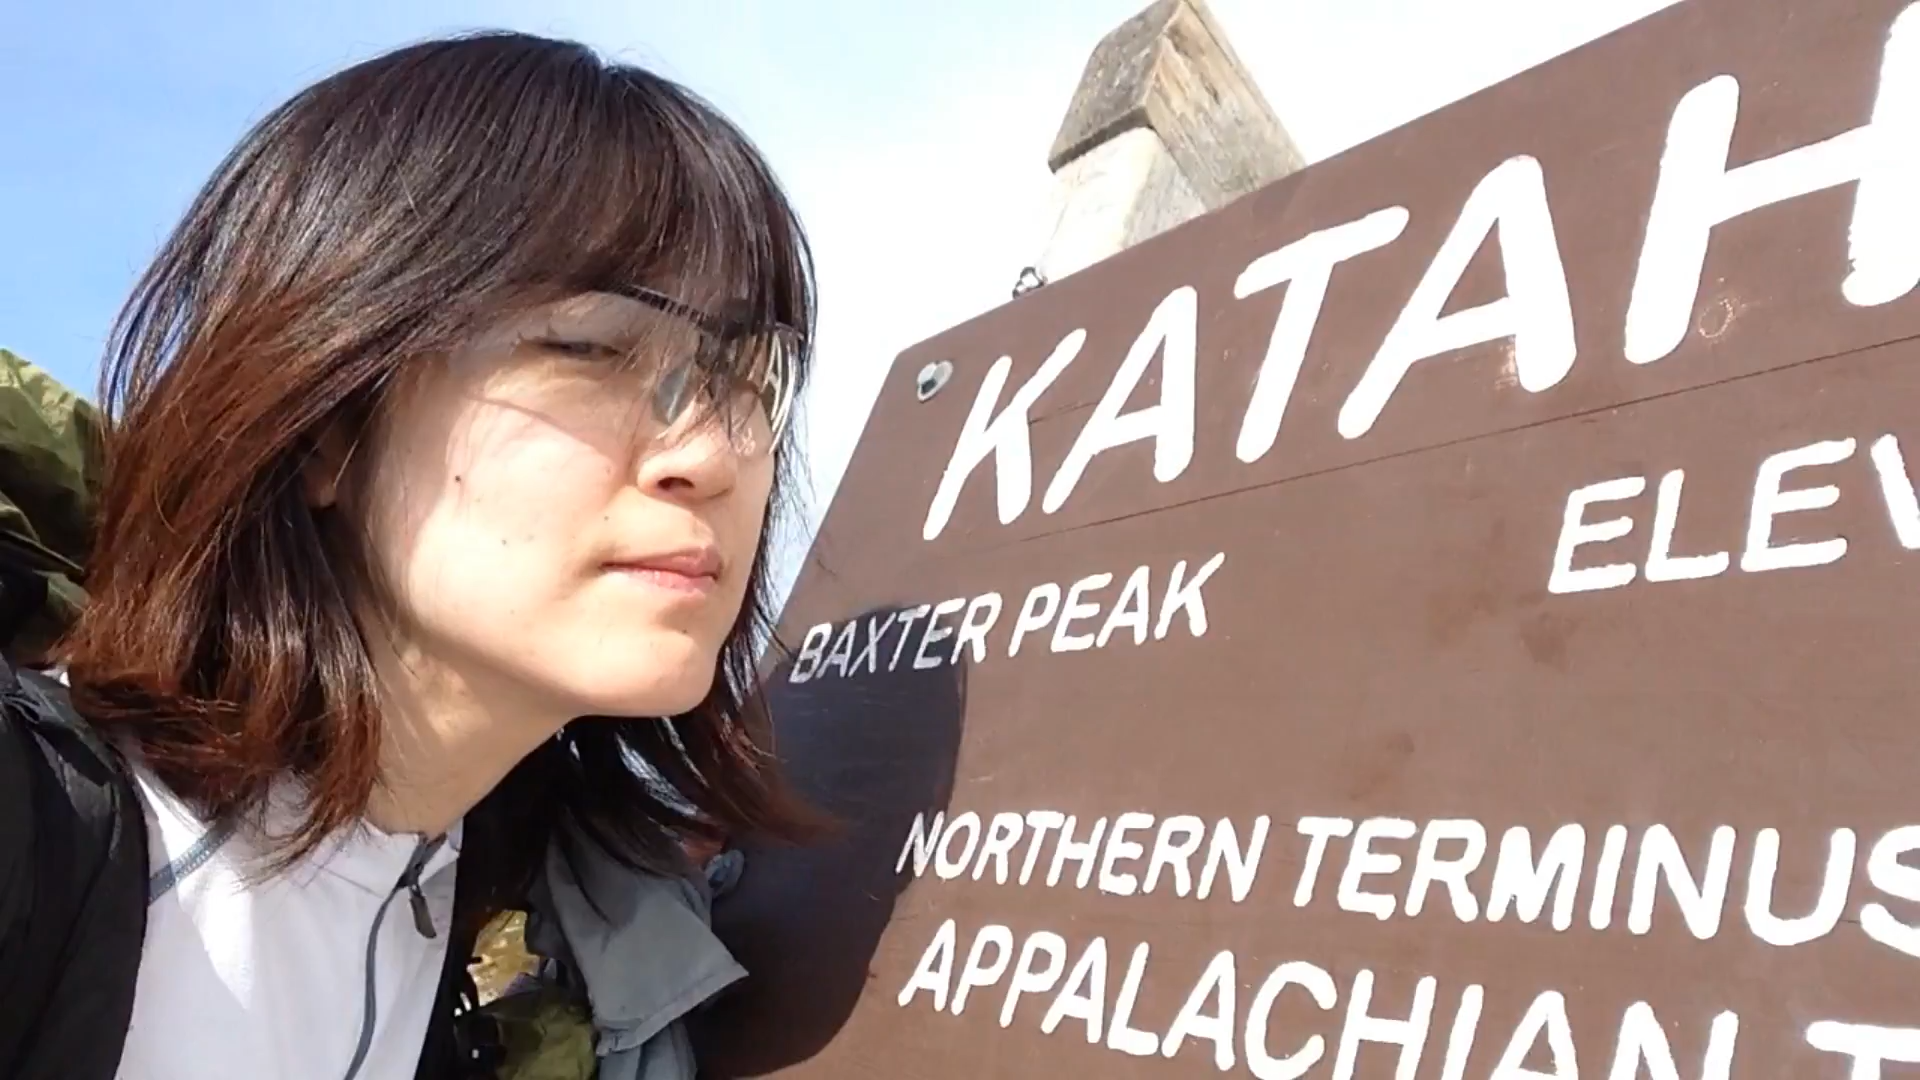 KATAH
ELEV
BAXTER PEAK
NORTHERN TERMINUS
APPALACHIAN T